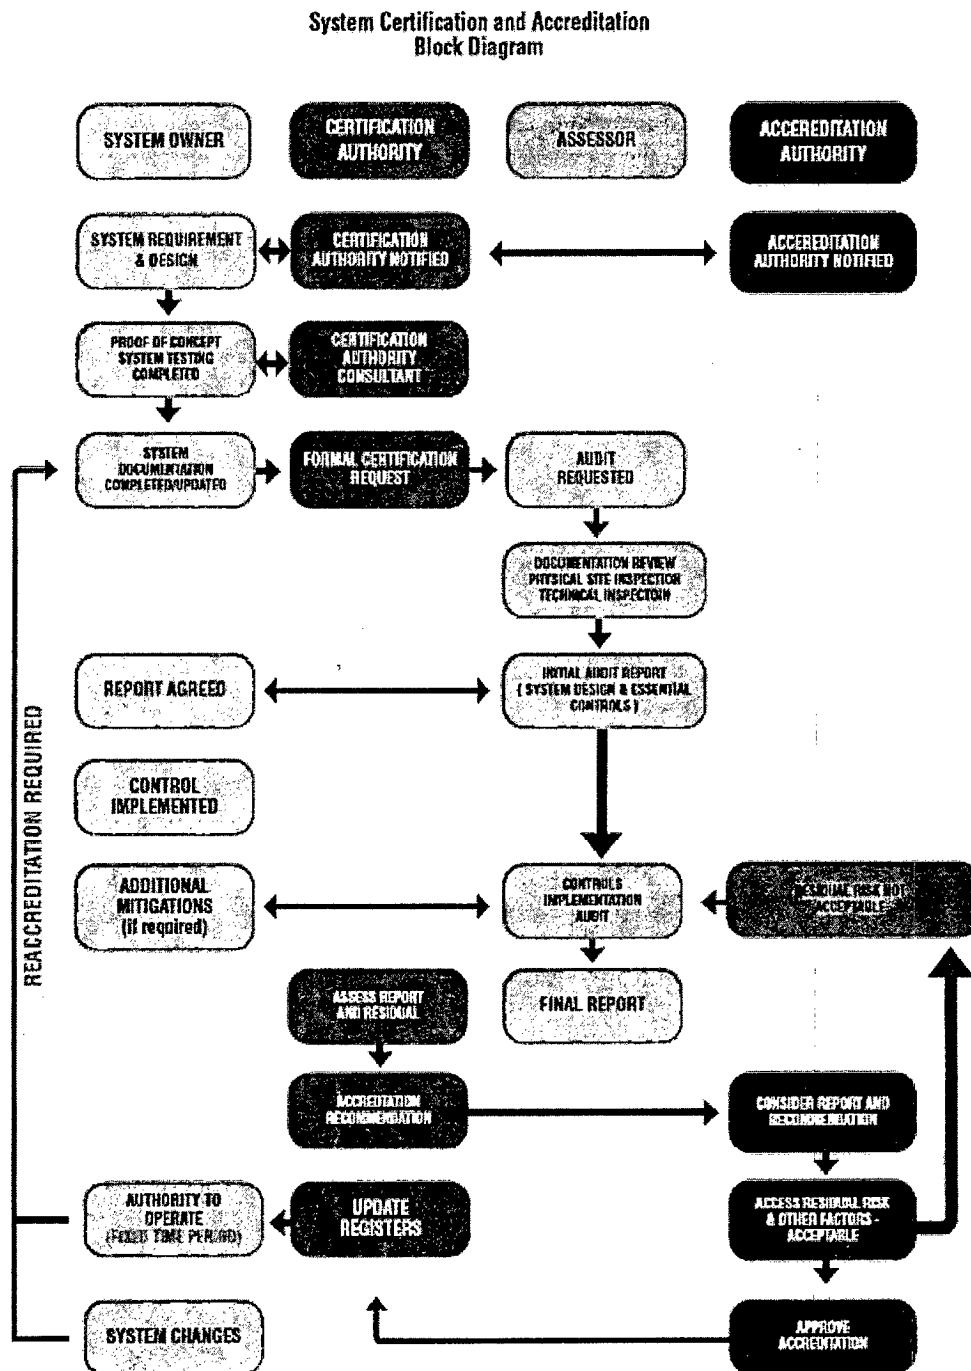 System Certification and Accreditation
Block Diagram
SYSTEM OWNER
CERTIFICATION
AUTHORITY
ASSESSOR
ACCEREDITATION
AUTHORITY
SYSTEM REQUIREMENT
& DESIGN
CERTIFICATION
AUTHORITY NOTIFIED
ACCEREDITATION
AUTHORITY NOTIFIED
PROOF OF CONCEPT
SYSTEM TESTING
COMPLETED
CERTIFICATION
AUTHORITY
CONSULTANT
SYSTEM
DOCUMENTATION
COMPLETED/UPDATED
FORMAL CERTIFICATION
REQUEST
AUDIT
REQUESTED
DOCUMENTATION REVIEW
PHYSICAL SITE INSPECTION
TECHNICAL INSPECTOIN
REPORT AGREED
INITIAL AUDIT REPORT
( SYSTEM DESIGN & ESSENTIAL
CONTROLS )
REACCREDITATION REQUIRED
CONTROL
IMPLEMENTED
ADDITIONAL
MITIGATIONS
(if required)
CONTROLS
IMPLEMENTATION
AUDIT
RESIDUAL RISK NOT
ACCEPTABLE
ASSESS REPORT
AND RESIDUAL
FINAL REPORT
ACCREDITATION
RECOMMENDATION
CONSIDER REPORT AND
RECOMMENDATION
AUTHORITY TO
OPERATE
(FIXED TIME PERIOD)
UPDATE
REGISTERS
ACCESS RESIDUAL RISK
& OTHER FACTORS -
ACCEPTABLE
SYSTEM CHANGES
APPROVE
ACCREDITATION